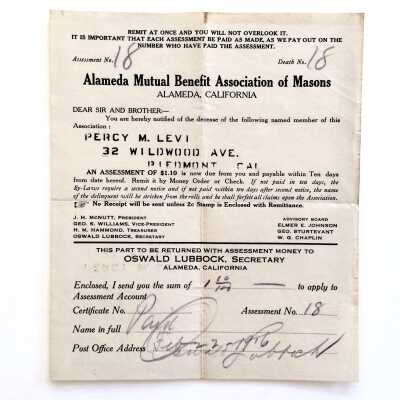 REMIT AT ONCE AND YOU WILL NOT OVERLOOK IT.
IT IS IMPORTANT THAT EACH ASSESSMENT BE PAID AS MADE, AS WE PAY OUT ON THE
NUMBER WHO HAVE PAID THE ASSESSMENT.
Assessment No. 18 Death No. 18
Alameda Mutual Benefit Association of Masons
ALAMEDA, CALIFORNIA
DEAR SIR AND BROTHER:—
You are hereby notified of the decease of the following named member of this
Association:
PERCY M. LEVI
32 WILDWOOD AVE.
PIEDMONT, CAL
AN ASSESSMENT OF $1.10 is now due from you and payable within Ten days
from date hereof. Remit it by Money Order or Check. If not paid in ten days, the
By-Laws require a second notice and if not paid within ten days after second notice, the name
of the delinquent will be stricken from the rolls and he shall forfeit all claims upon the Association.
No Receipt will be sent unless 2c Stamp is Enclosed with Remittance.
J. H. McNUTT, PRESIDENT
GEO. E. WILLIAMS, VICE-PRESIDENT
H. W. HAMMOND, TREASURER
OSWALD LUBBOCK, SECRETARY
ADVISORY BOARD
ELMER E. JOHNSON
GEO. STURTEVANT
W. G. CHAPLIN
THIS PART TO BE RETURNED WITH ASSESSMENT MONEY TO
OSWALD LUBBOCK, SECRETARY
ALAMEDA, CALIFORNIA
Enclosed, I send you the sum of 1 10/100 to apply to
Assessment Account
Certificate No. Assessment No. 18
Name in full
Post Office Address Lubbock